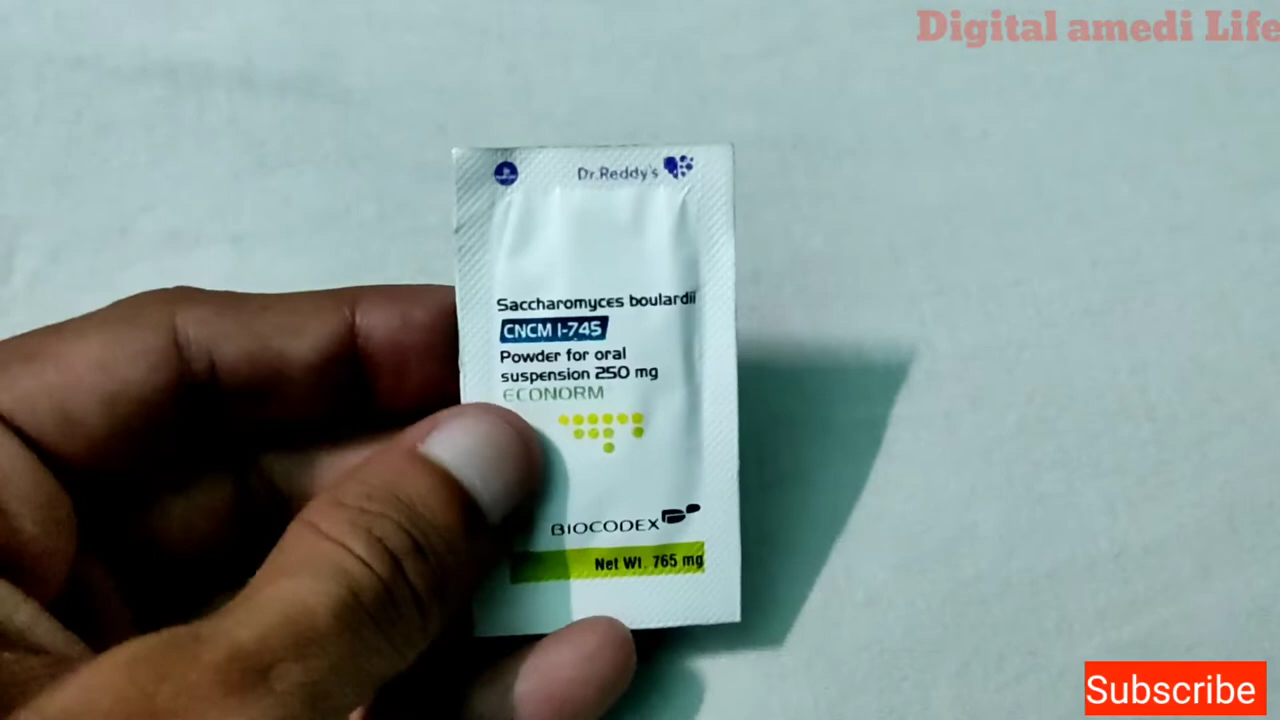 Digital amedi Life
Dr.Reddy's
Saccharomyces boulardii
CNCM I-745
Powder for oral
suspension 250 mg
ECONORM
BIOCODEX
Net Wt. 765 mg
Subscribe